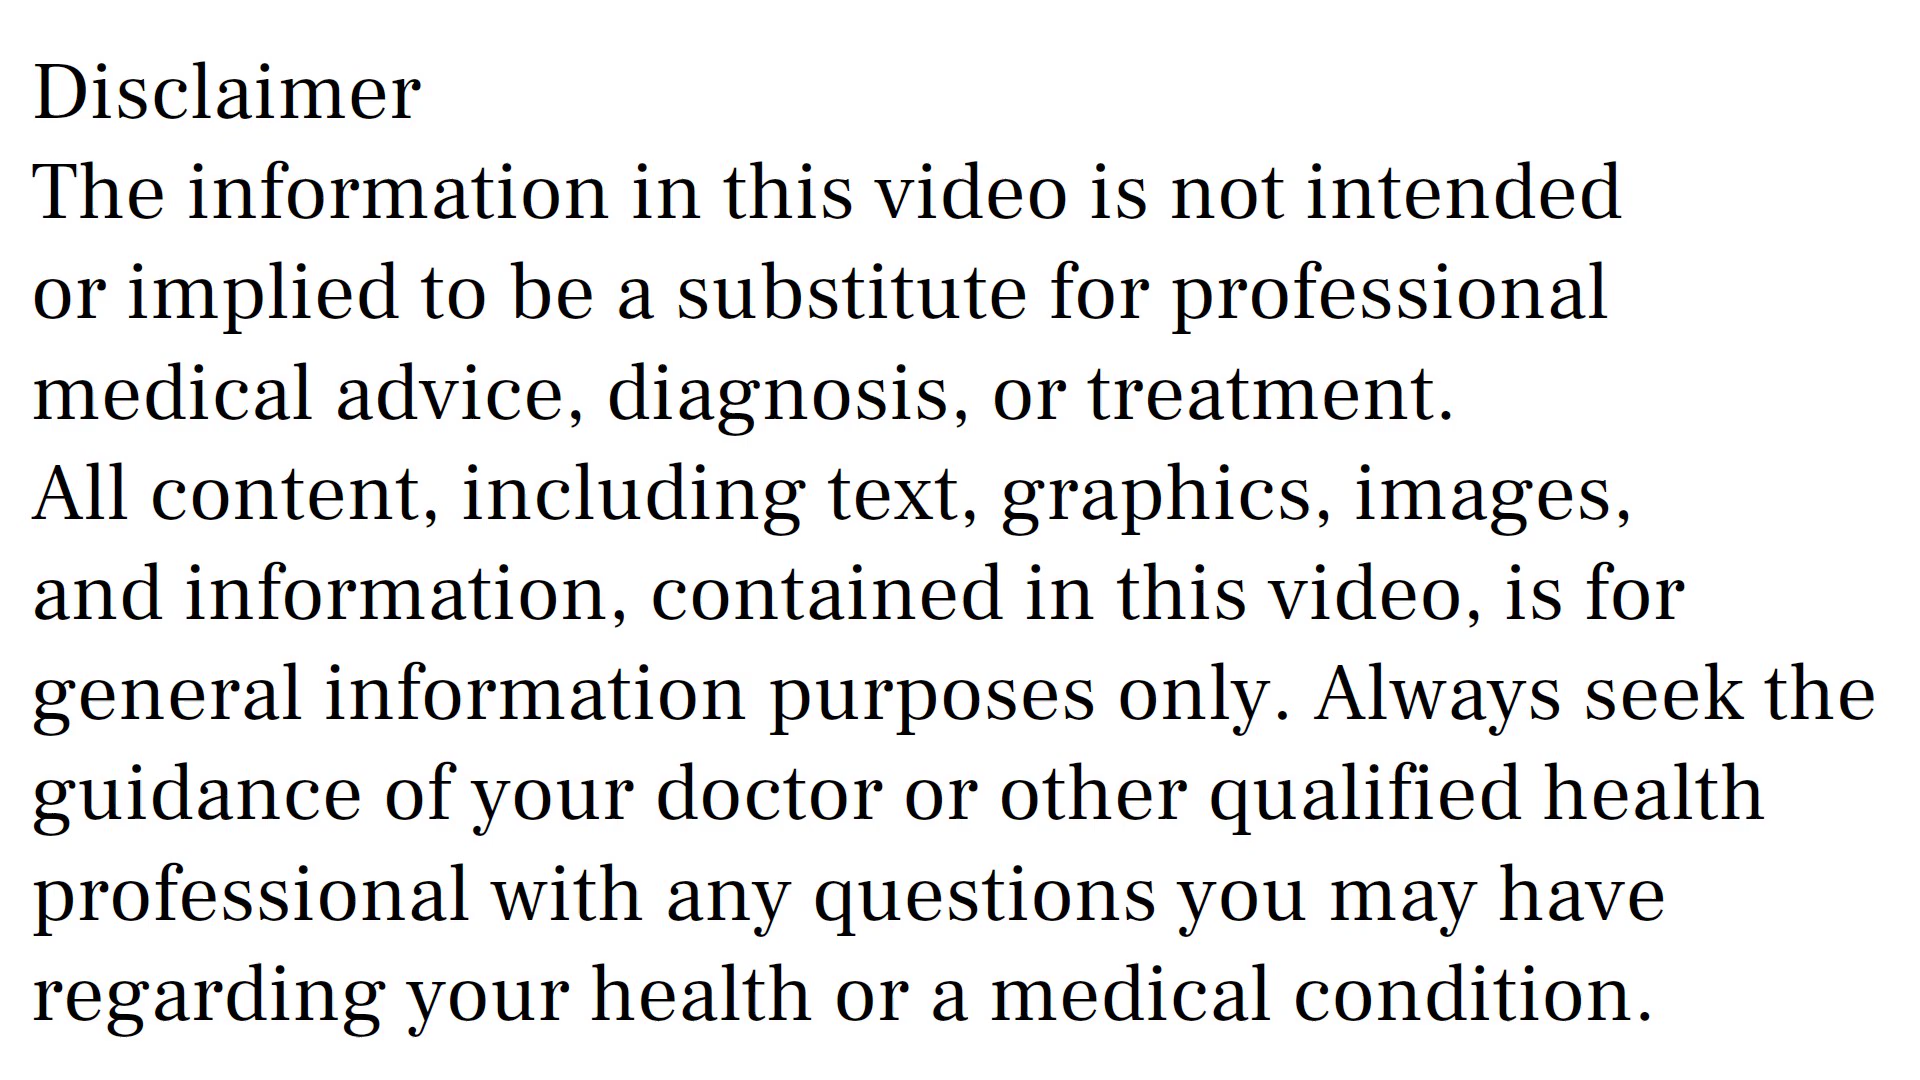 Disclaimer
The information in this video is not intended
or implied to be a substitute for professional
medical advice, diagnosis, or treatment.
All content, including text, graphics, images,
and information, contained in this video, is for
general information purposes only. Always seek the
guidance of your doctor or other qualified health
professional with any questions you may have
regarding your health or a medical condition.